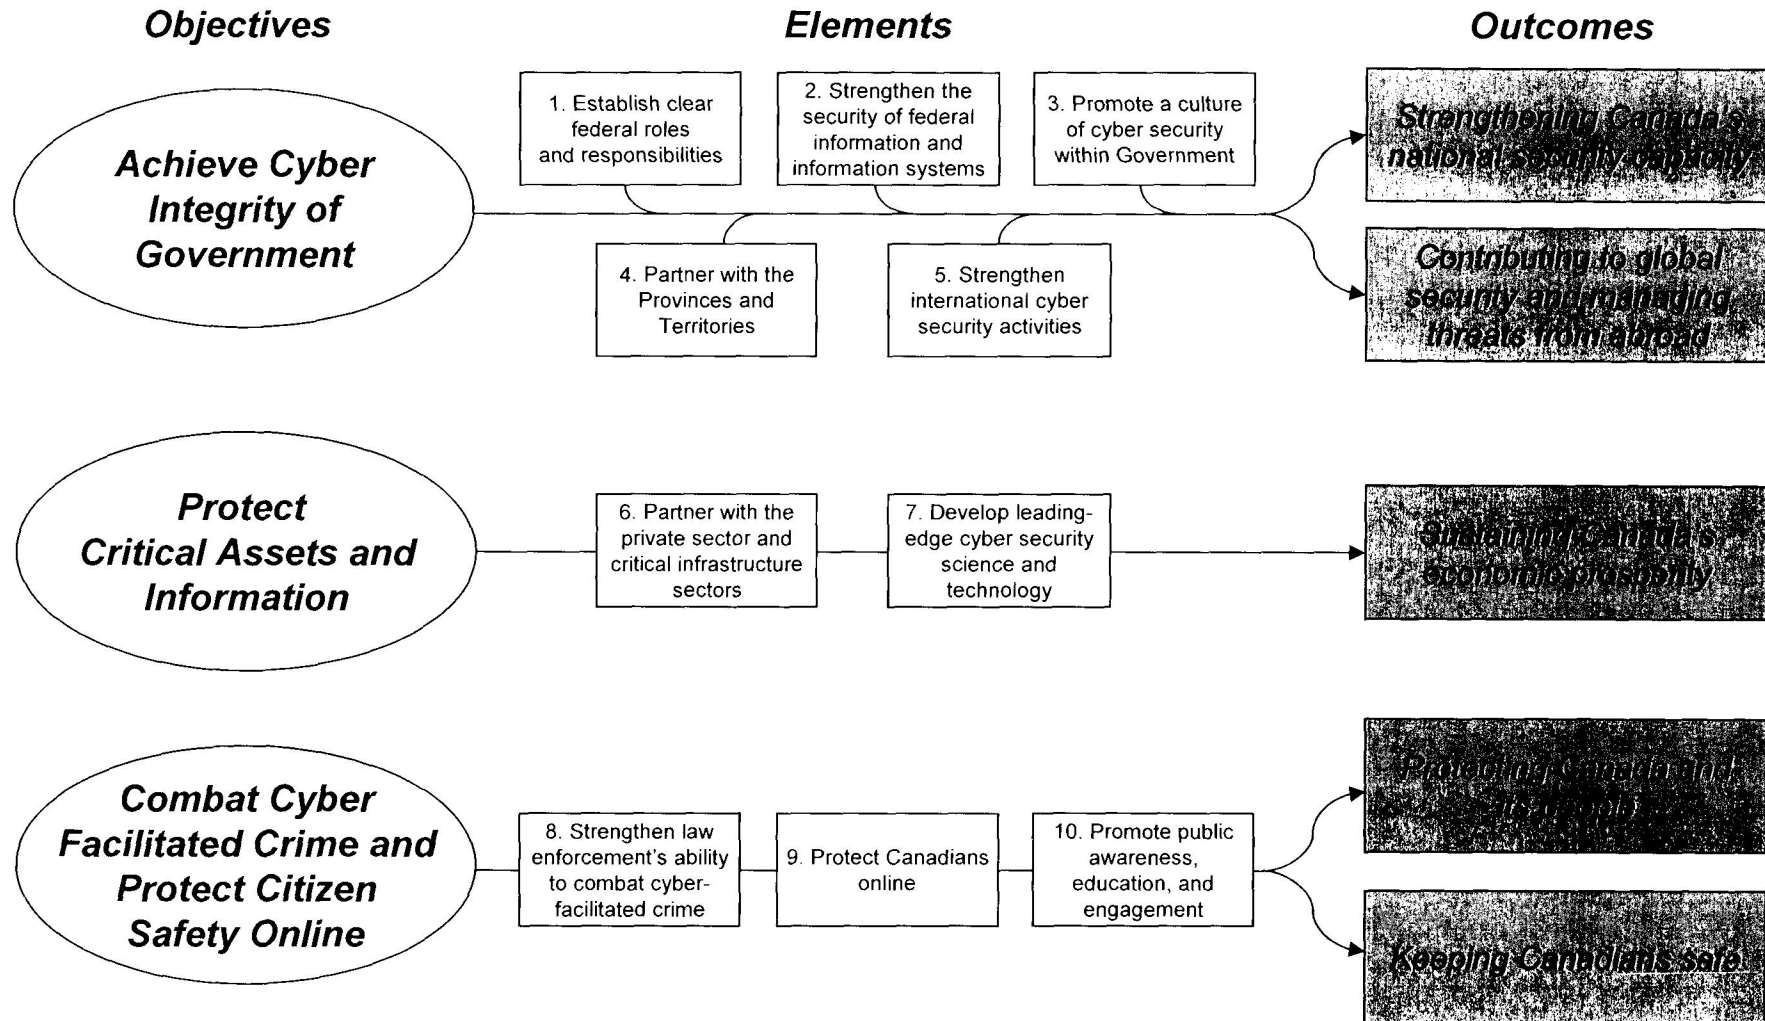 Objectives
Elements
Outcomes
Achieve Cyber
Integrity of
Government
1. Establish clear
federal roles
and responsibilities
2. Strengthen the
security of federal
information and
information systems
3. Promote a culture
of cyber security
within Government
4. Partner with the
Provinces and
Territories
5. Strengthen
international cyber
security activities
Strengthening Canada's
national security capacity
Contributing to global
security and managing
threats from abroad
Protect
Critical Assets and
Information
6. Partner with the
private sector and
critical infrastructure
sectors
7. Develop leading-
edge cyber security
science and
technology
Sustaining Canada's
economic prosperity
Combat Cyber
Facilitated Crime and
Protect Citizen
Safety Online
8. Strengthen law
enforcement's ability
to combat cyber-
facilitated crime
9. Protect Canadians
online
10. Promote public
awareness,
education, and
engagement
Protecting Canada and
its
Keeping Canadians safe